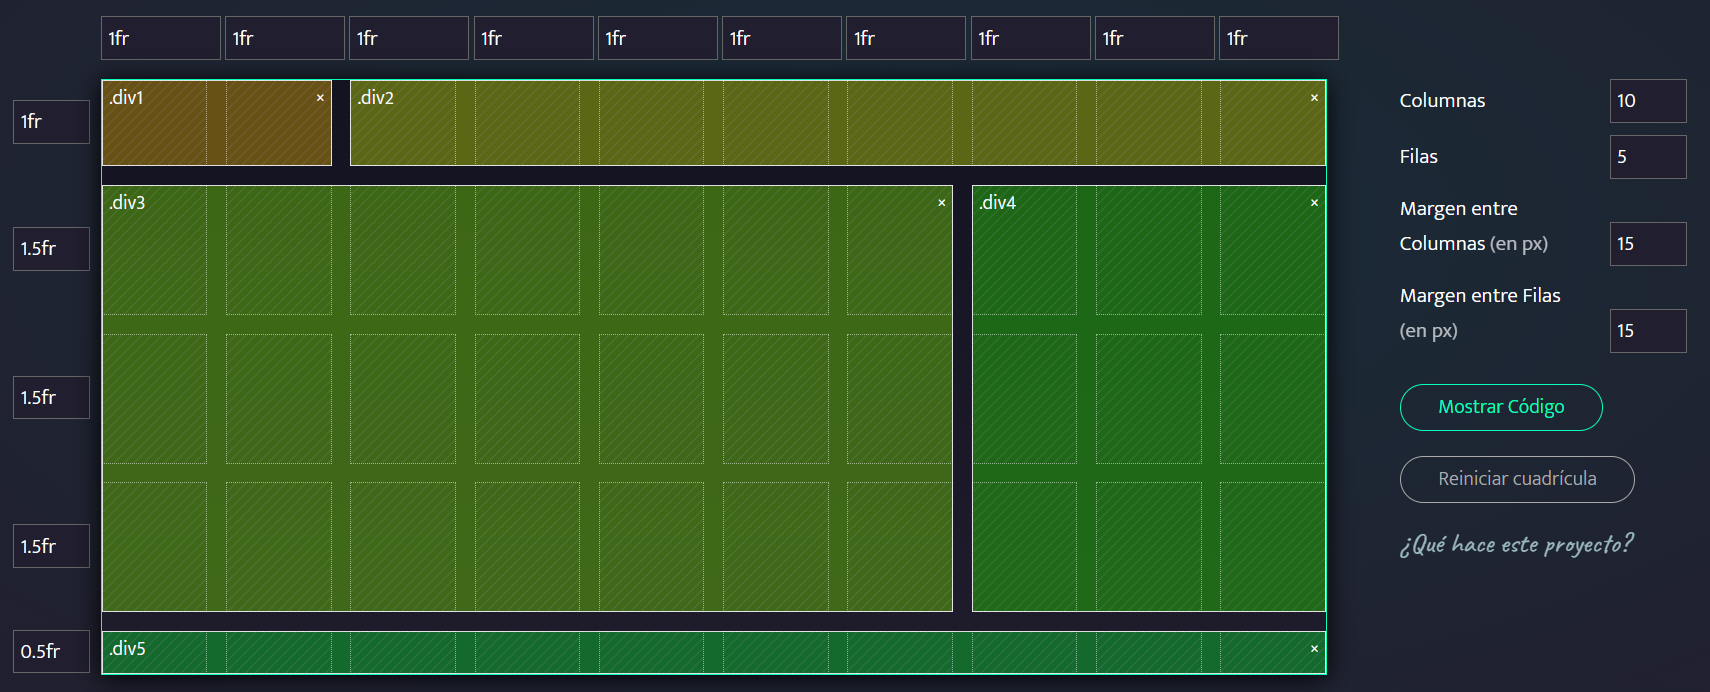 1fr 1fr 1fr 1fr 1fr 1fr 1fr 1fr 1fr 1fr
1fr
1.5fr
1.5fr
1.5fr
0.5fr
.div1 ×
.div2 ×
.div3 ×
.div4 ×
.div5 ×
Columnas 10
Filas 5
Margen entre
Columnas (en px) 15
Margen entre Filas
(en px) 15
Mostrar Código
Reiniciar cuadrícula
¿Qué hace este proyecto?